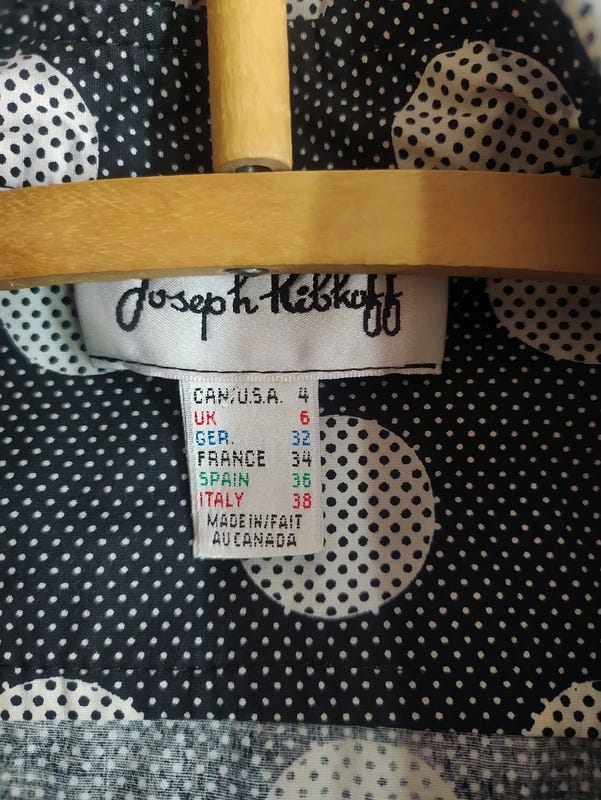 Joseph Ribkoff
CAN/U.S.A. 4
UK 6
GER. 32
FRANCE 34
SPAIN 36
ITALY 38
MADE IN/FAIT
AU CANADA